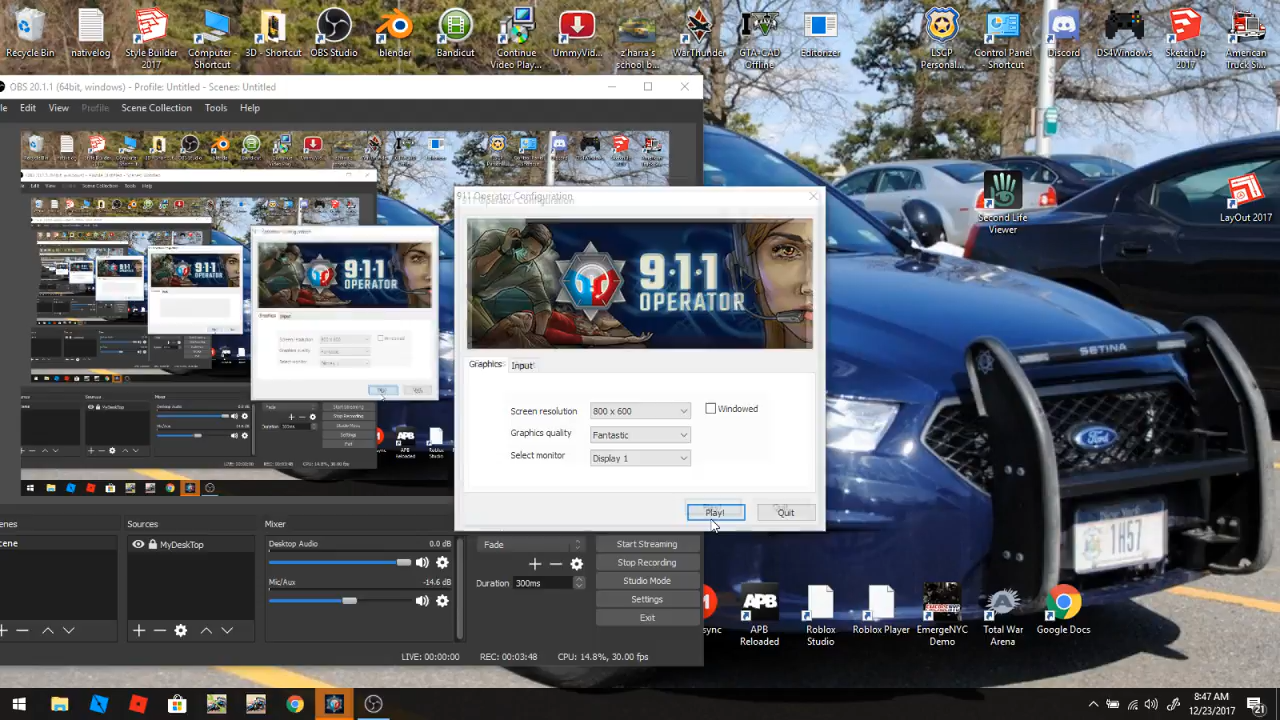 Recycle Bin
nativelog
Style Builder 2017
Computer - Shortcut
3D - Shortcut
OBS Studio
blender
Bandicut
Continue Video Play...
UmmyVid...
z'harra's school b...
WarThunder
GTA-CAD Offline
Editorizer
LSCP Personal...
Control Panel - Shortcut
Discord
DS4Windows
SketchUp 2017
American Truck Si...
OBS 20.1.1 (64bit, windows) - Profile: Untitled - Scenes: Untitled
Edit View Profile Scene Collection Tools Help
911 Operator Configuration
9·1·1
OPERATOR
Graphics Input
Screen resolution 800 x 600 Windowed
Graphics quality Fantastic
Select monitor Display 1
Play! Quit
Second Life Viewer
LayOut 2017
SETINA
Ford
1H57
Sources
MyDeskTop
Mixer
Desktop Audio 0.0 dB
Mic/Aux -14.6 dB
Fade
Duration 300ms
Start Streaming
Stop Recording
Studio Mode
Settings
Exit
LIVE: 00:00:00 REC: 00:03:48 CPU: 14.8%, 30.00 fps
APB Reloaded
Roblox Studio
Roblox Player
EmergeNYC Demo
Total War Arena
Google Docs
8:47 AM
12/23/2017
21